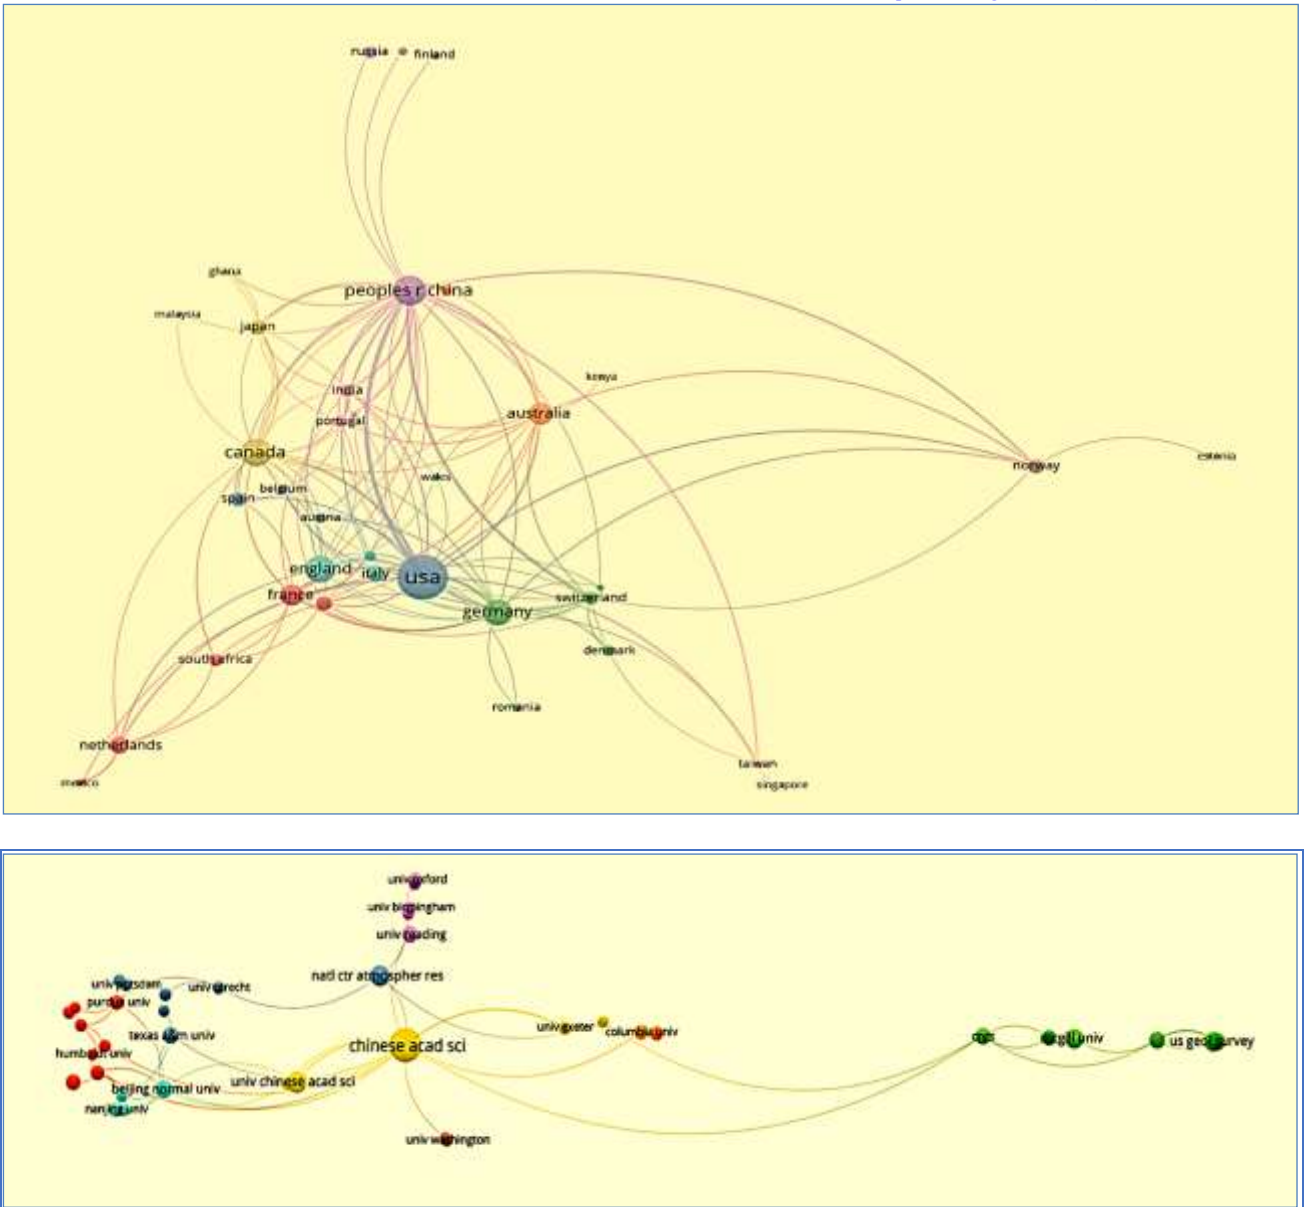 russia
finland
ghana
peoples r china
malaysia
japan
kenya
india
australia
portugal
canada
norway
estonia
wales
belgium
spain
austria
england
italy
usa
france
switzerland
germany
denmark
south africa
romania
netherlands
taiwan
mexico
singapore
univ oxford
univ birmingham
univ reading
natl ctr atmospher res
univ potsdam
univ utrecht
purdue univ
univ exeter
columbia univ
texas a&m univ
chinese acad sci
cnrs
mcgill univ
us geol survey
humboldt univ
univ chinese acad sci
beijing normal univ
nanjing univ
univ washington